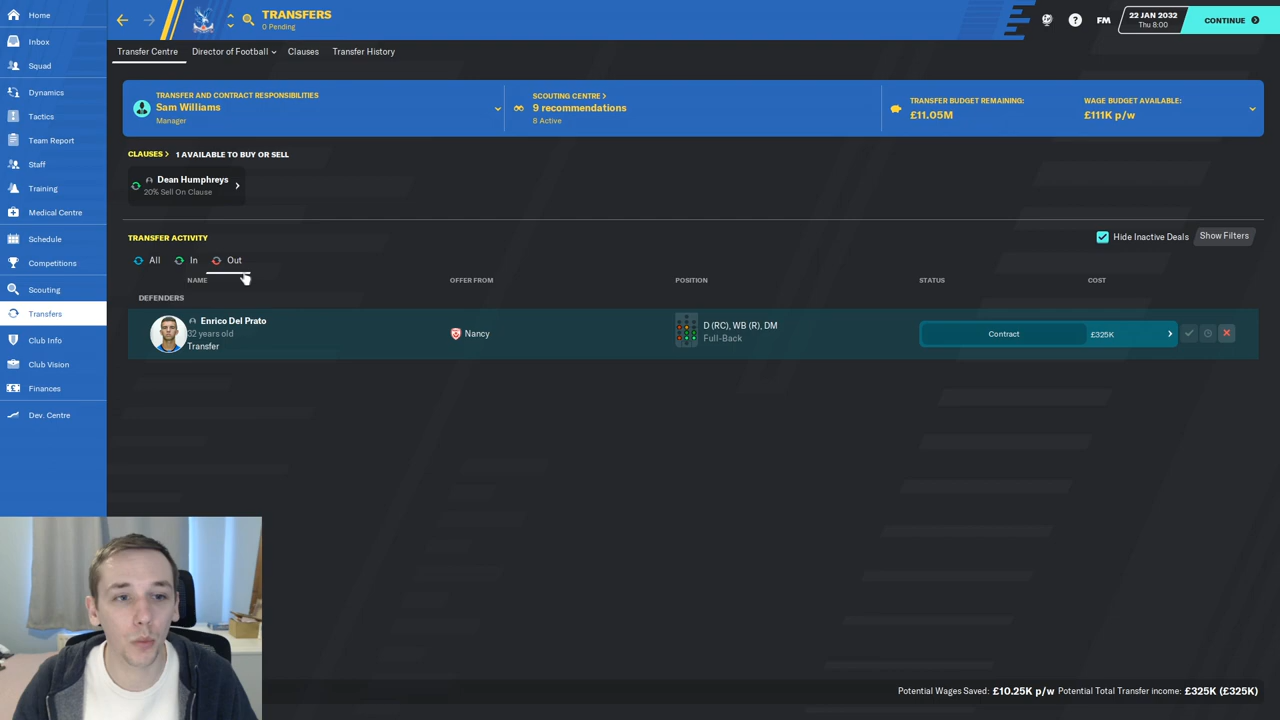 Home
Inbox
Squad
Dynamics
Tactics
Team Report
Staff
Training
Medical Centre
Schedule
Competitions
Scouting
Transfers
Club Info
Club Vision
Finances
Dev. Centre
TRANSFERS
0 Pending
FM
22 JAN 2032
Thu 8:00
CONTINUE
Transfer Centre
Director of Football
Clauses
Transfer History
TRANSFER AND CONTRACT RESPONSIBILITIES
Sam Williams
Manager
SCOUTING CENTRE >
9 recommendations
8 Active
TRANSFER BUDGET REMAINING:
£11.05M
WAGE BUDGET AVAILABLE:
£111K p/w
CLAUSES > 1 AVAILABLE TO BUY OR SELL
Dean Humphreys
20% Sell On Clause
TRANSFER ACTIVITY
Hide Inactive Deals
Show Filters
All
In
Out
NAME
OFFER FROM
POSITION
STATUS
COST
DEFENDERS
Enrico Del Prato
32 years old
Transfer
Nancy
D (RC), WB (R), DM
Full-Back
Contract
£325K
Potential Wages Saved: £10.25K p/w Potential Total Transfer income: £325K (£325K)